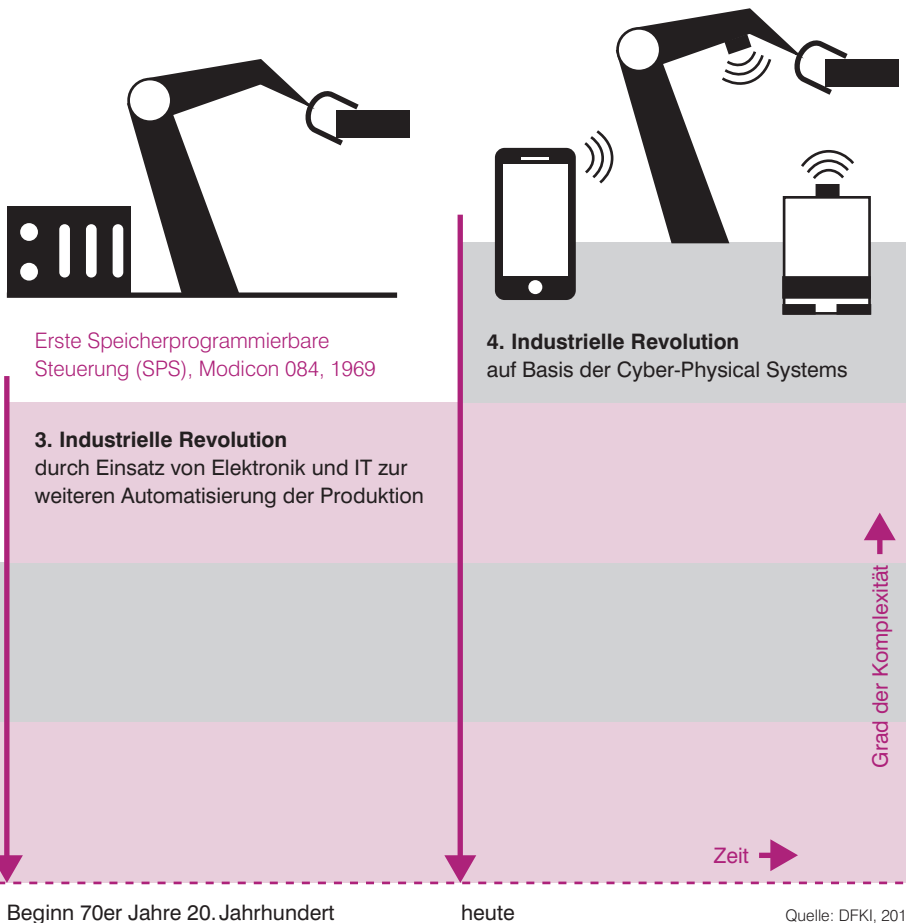 Erste Speicherprogrammierbare
Steuerung (SPS), Modicon 084, 1969
3. Industrielle Revolution
durch Einsatz von Elektronik und IT zur
weiteren Automatisierung der Produktion
4. Industrielle Revolution
auf Basis der Cyber-Physical Systems
Grad der Komplexität
Zeit
Beginn 70er Jahre 20. Jahrhundert
heute
Quelle: DFKI, 201